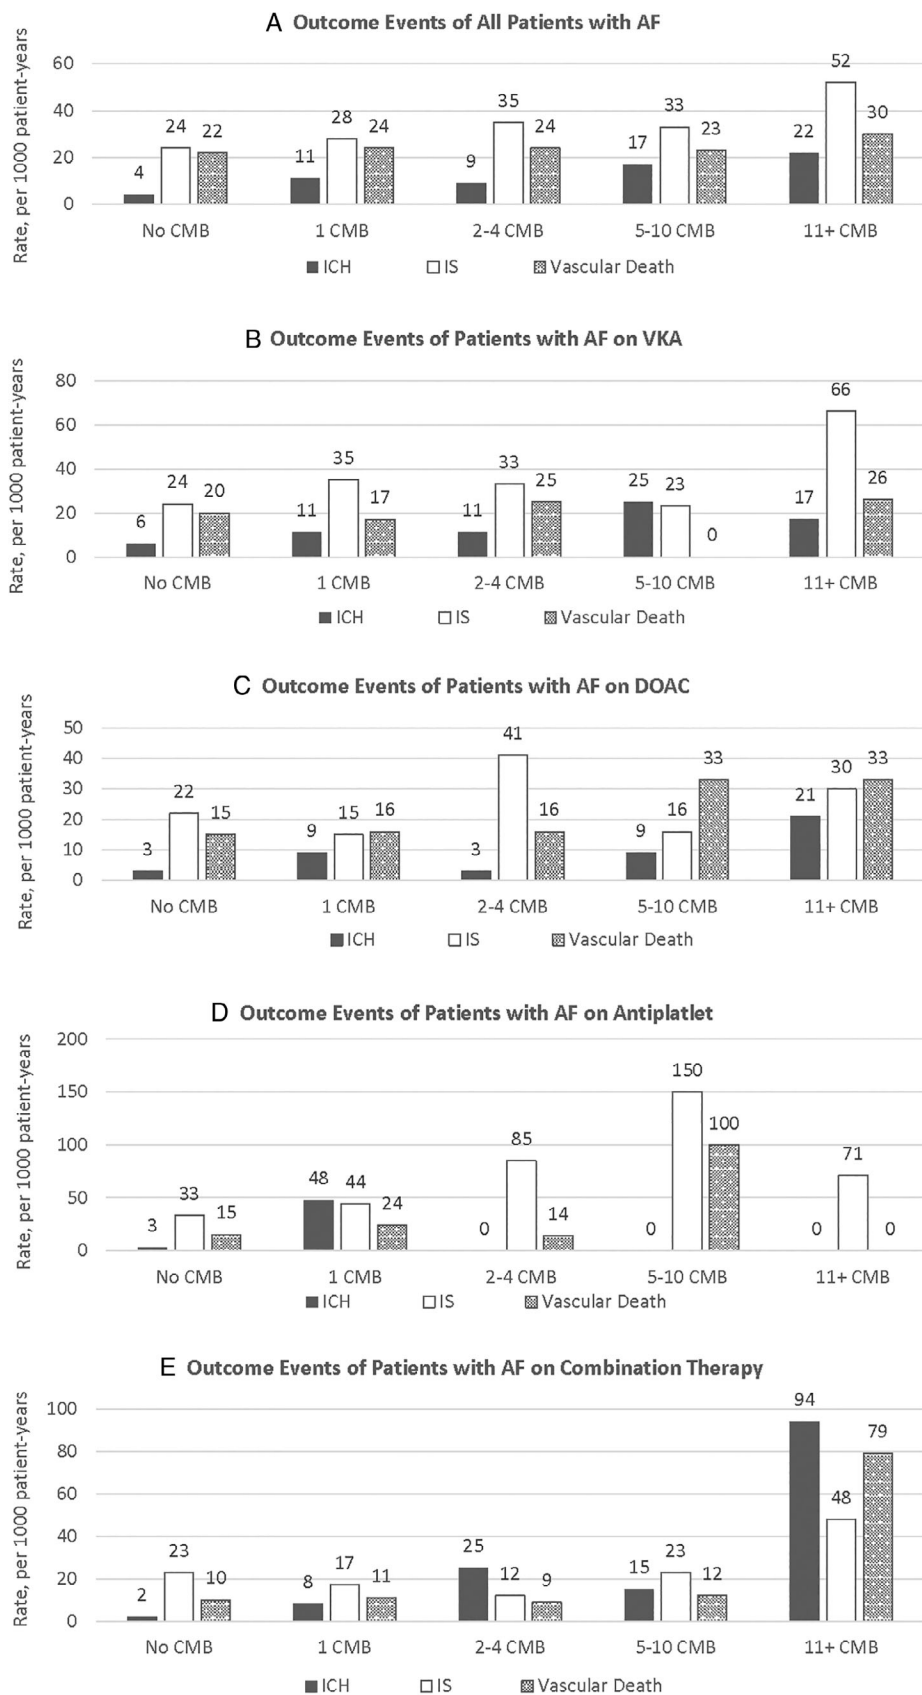 A Outcome Events of All Patients with AF
Rate, per 1000 patient-years
60
40
20
0
4 24 22
11 28 24
9 35 24
17 33 23
22 52 30
No CMB 1 CMB 2-4 CMB 5-10 CMB 11+ CMB
ICH IS Vascular Death
B Outcome Events of Patients with AF on VKA
Rate, per 1000 patient-years
80
60
40
20
0
6 24 20
11 35 17
11 33 25
25 23 0
17 66 26
No CMB 1 CMB 2-4 CMB 5-10 CMB 11+ CMB
ICH IS Vascular Death
C Outcome Events of Patients with AF on DOAC
Rate, per 1000 patient-years
50
40
30
20
10
0
3 22 15
9 15 16
3 41 16
9 16 33
21 30 33
No CMB 1 CMB 2-4 CMB 5-10 CMB 11+ CMB
ICH IS Vascular Death
D Outcome Events of Patients with AF on Antiplatlet
Rate, per 1000 patient-years
200
150
100
50
0
3 33 15
48 44 24
0 85 14
0 150 100
0 71 0
No CMB 1 CMB 2-4 CMB 5-10 CMB 11+ CMB
ICH IS Vascular Death
E Outcome Events of Patients with AF on Combination Therapy
Rate, per 1000 patient-years
100
80
60
40
20
0
2 23 10
8 17 11
25 12 9
15 23 12
94 48 79
No CMB 1 CMB 2-4 CMB 5-10 CMB 11+ CMB
ICH IS Vascular Death